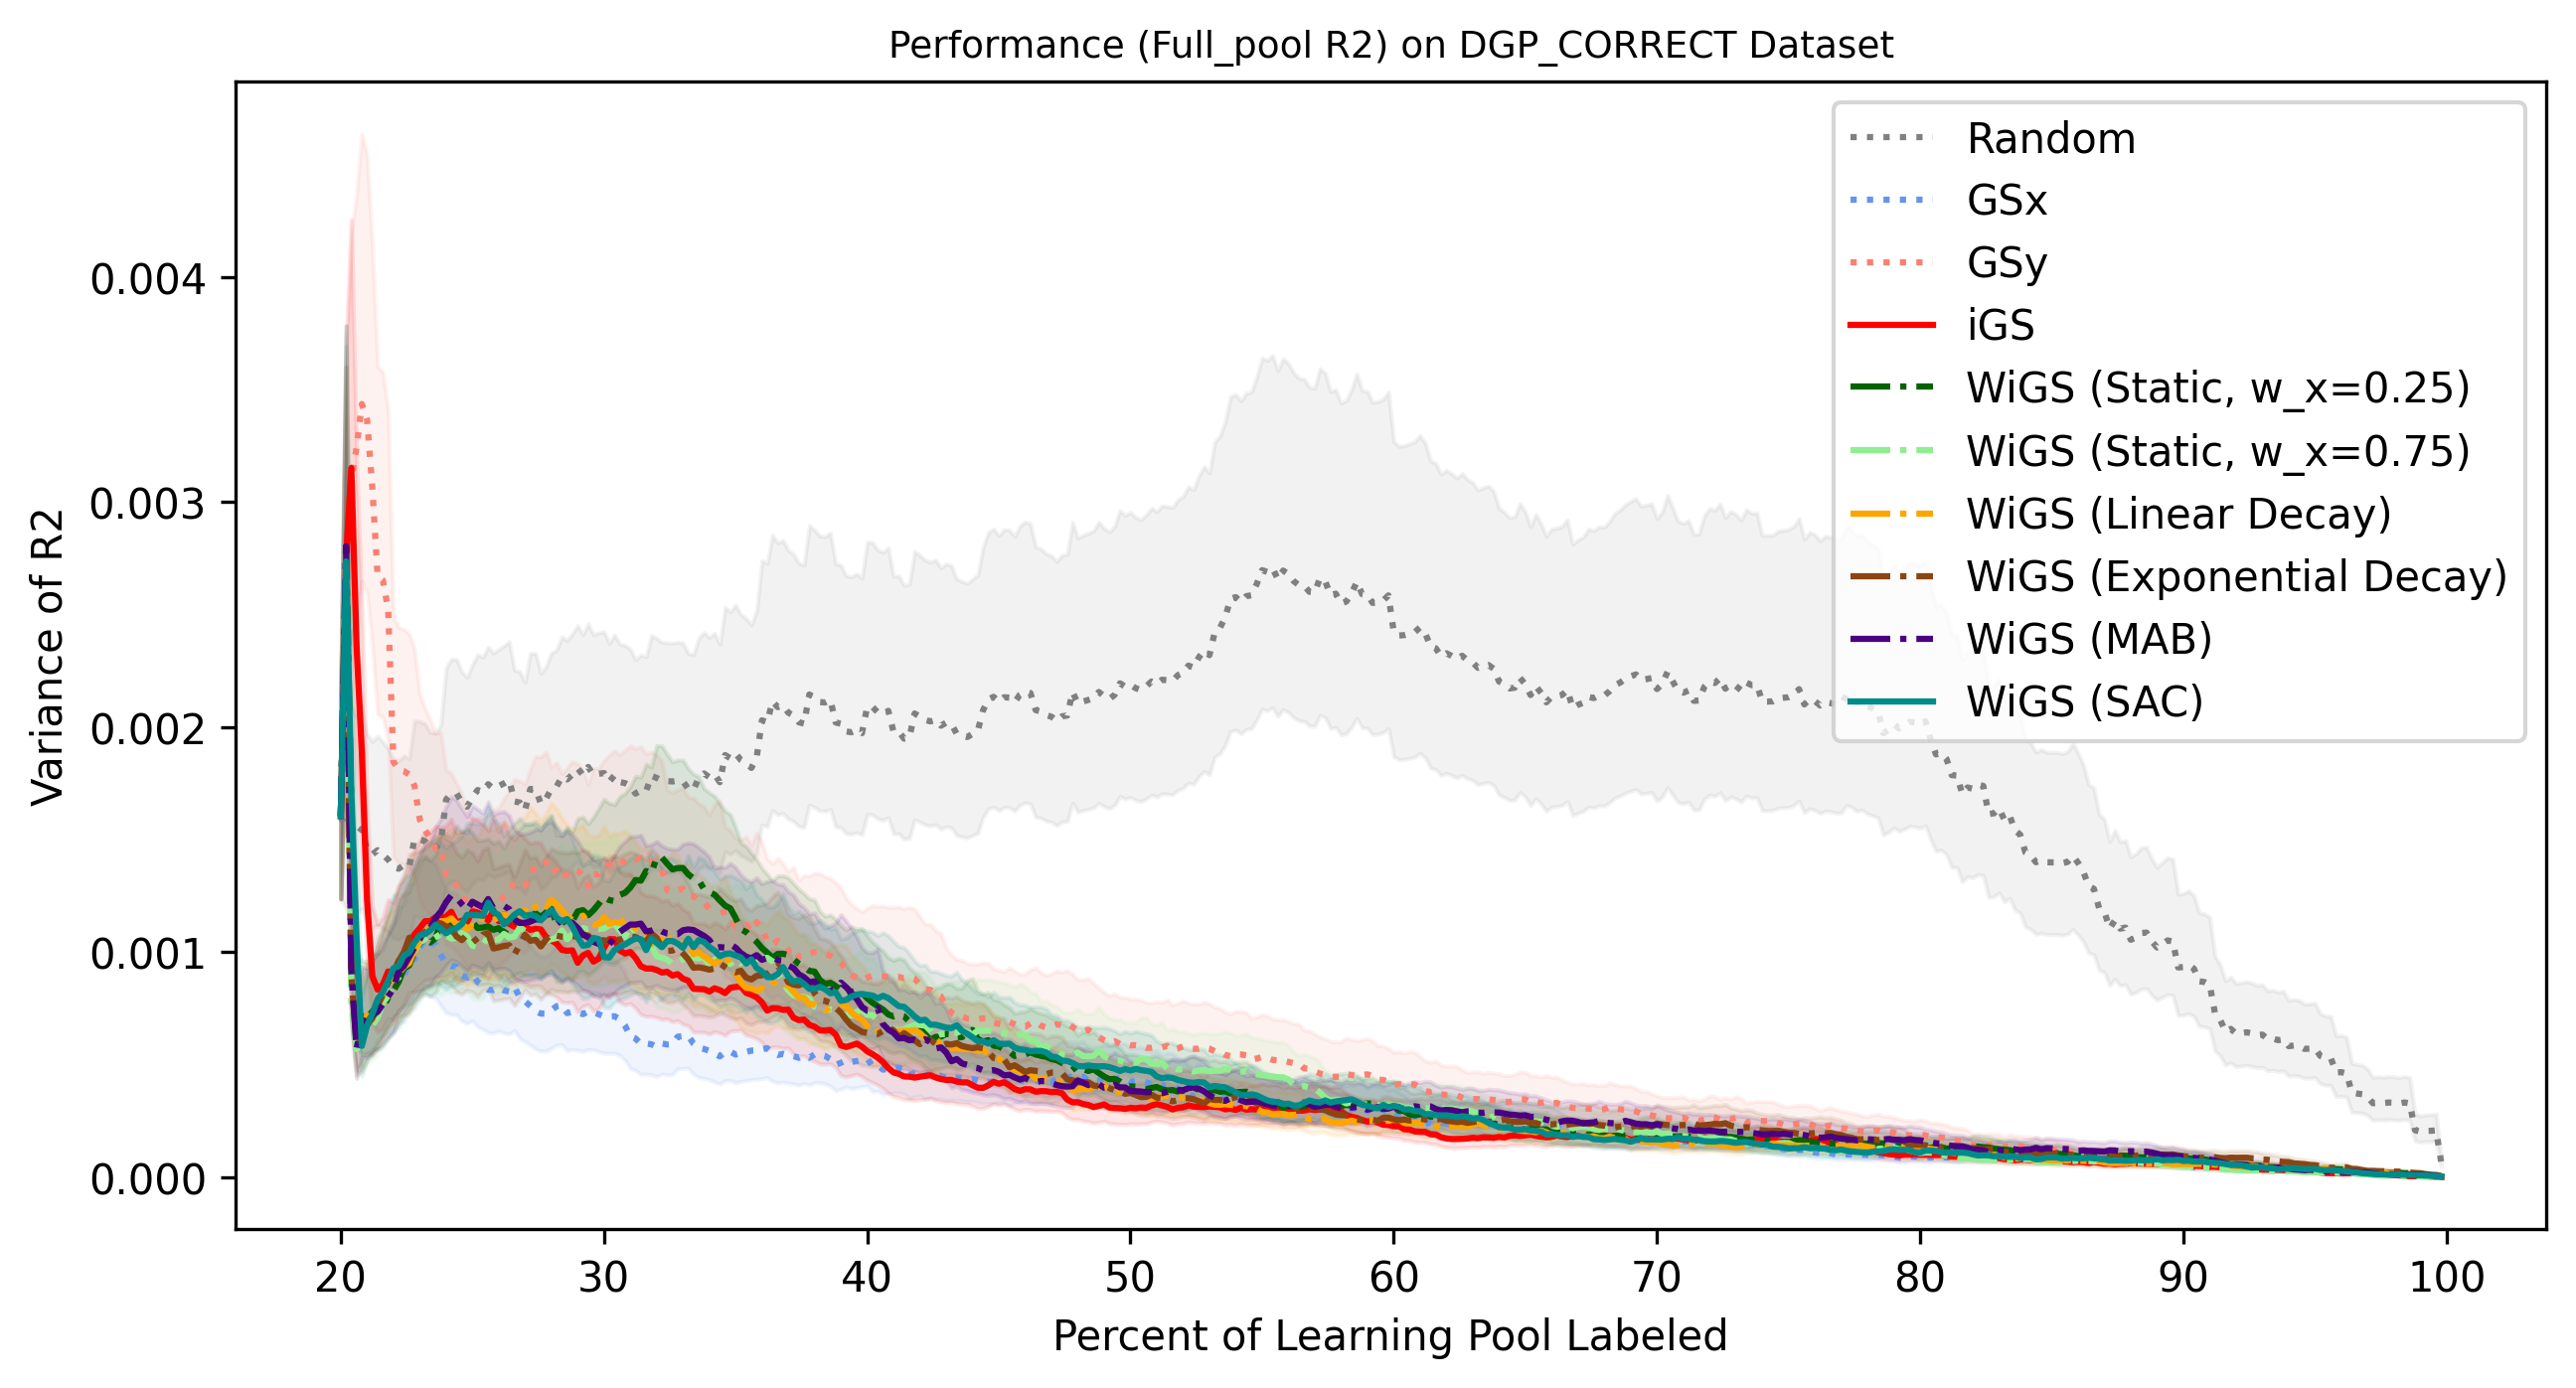 Performance (Full_pool R2) on DGP_CORRECT Dataset
Variance of R2
0.004
0.003
0.002
0.001
0.000
Random
GSx
GSy
iGS
WiGS (Static, w_x=0.25)
WiGS (Static, w_x=0.75)
WiGS (Linear Decay)
WiGS (Exponential Decay)
WiGS (MAB)
WiGS (SAC)
20 30 40 50 60 70 80 90 100
Percent of Learning Pool Labeled